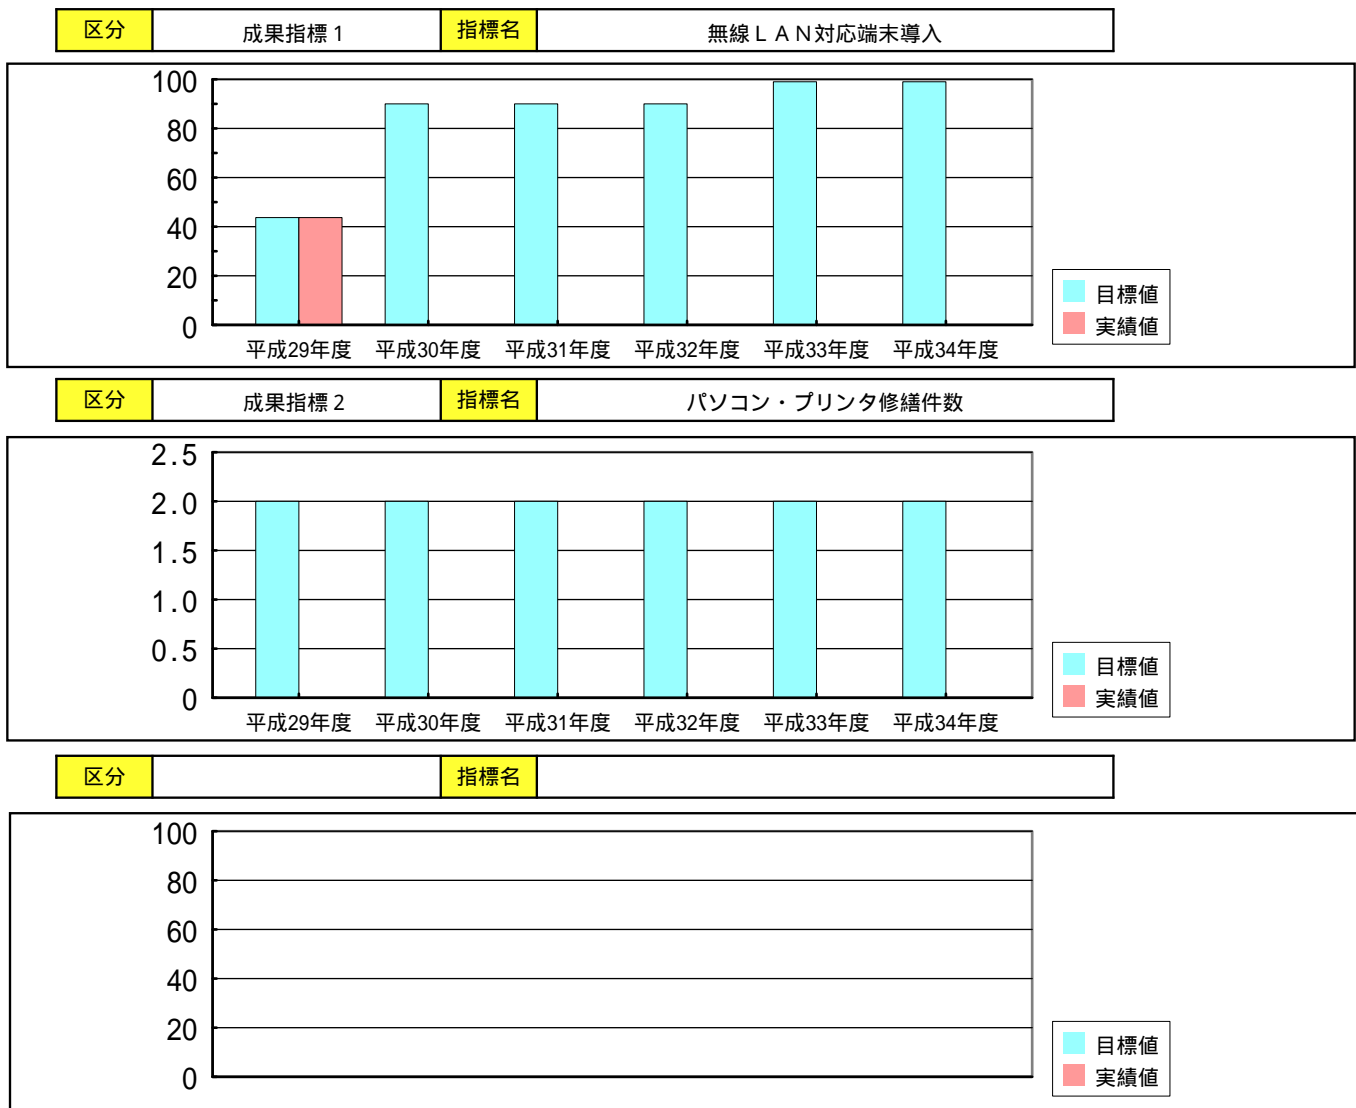 区分 成果指標１ 指標名 無線ＬＡＮ対応端末導入
100
80
60
40
20
0
平成29年度 平成30年度 平成31年度 平成32年度 平成33年度 平成34年度
目標値
実績値
区分 成果指標２ 指標名 パソコン・プリンタ修繕件数
2.5
2.0
1.5
1.0
0.5
0
平成29年度 平成30年度 平成31年度 平成32年度 平成33年度 平成34年度
目標値
実績値
区分 指標名
100
80
60
40
20
0
目標値
実績値